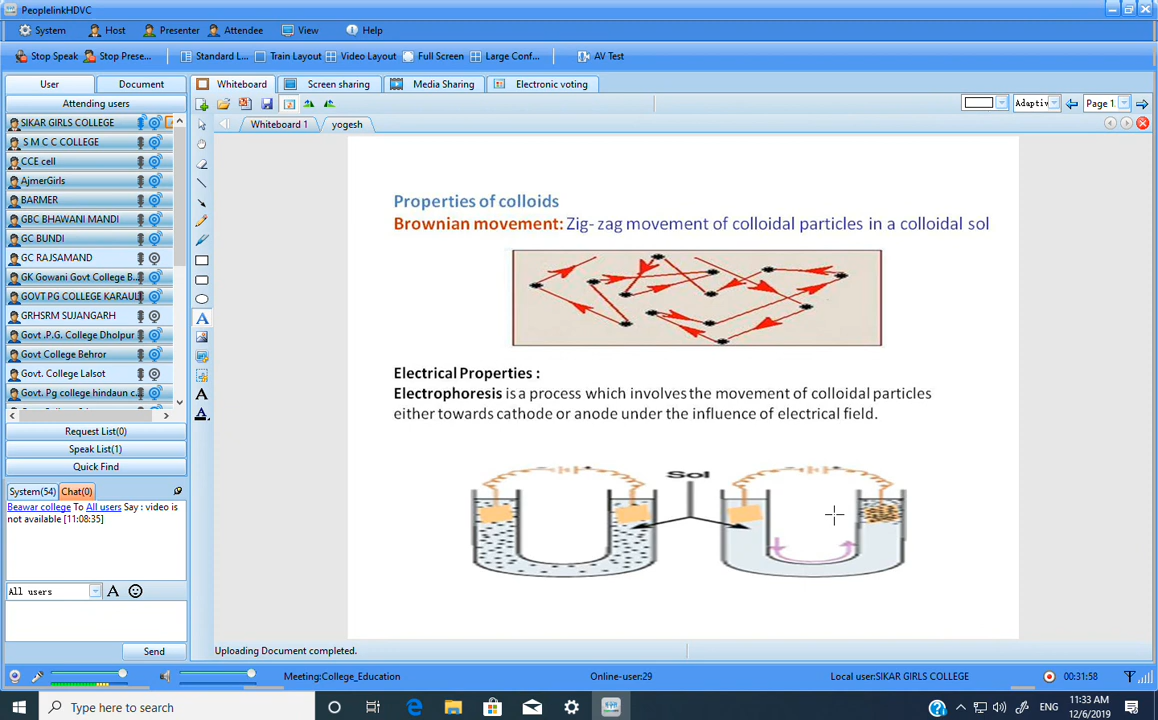 PeoplelinkHDVC
System Host Presenter Attendee View Help
Stop Speak Stop Prese... Standard L... Train Layout Video Layout Full Screen Large Conf... AV Test
User Document
Whiteboard Screen sharing Media Sharing Electronic voting
Attending users
Adaptiv Page 1
Whiteboard 1 yogesh
SIKAR GIRLS COLLEGE
S M C C COLLEGE
CCE cell
AjmerGirls
BARMER
GBC BHAWANI MANDI
GC BUNDI
GC RAJSAMAND
GK Gowani Govt College B...
GOVT PG COLLEGE KARAUL
GRHSRM SUJANGARH
Govt .P.G. College Dholpur
Govt College Behror
Govt. College Lalsot
Govt. Pg college hindaun c...
Request List(0)
Speak List(1)
Quick Find
System(54) Chat(0)
Beawar college To All users Say : video is
not available [11:08:35]
All users A
Send
Properties of colloids
Brownian movement: Zig- zag movement of colloidal particles in a colloidal sol
Electrical Properties :
Electrophoresis is a process which involves the movement of colloidal particles
either towards cathode or anode under the influence of electrical field.
Sol
A
A
A
Uploading Document completed.
Meeting:College_Education Online-user:29 Local user:SIKAR GIRLS COLLEGE 00:31:58
Type here to search
ENG
11:33 AM
12/6/2019